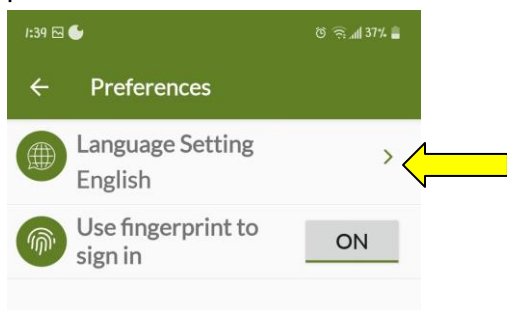 1:39 37%
Preferences
Language Setting
English
Use fingerprint to
sign in
ON